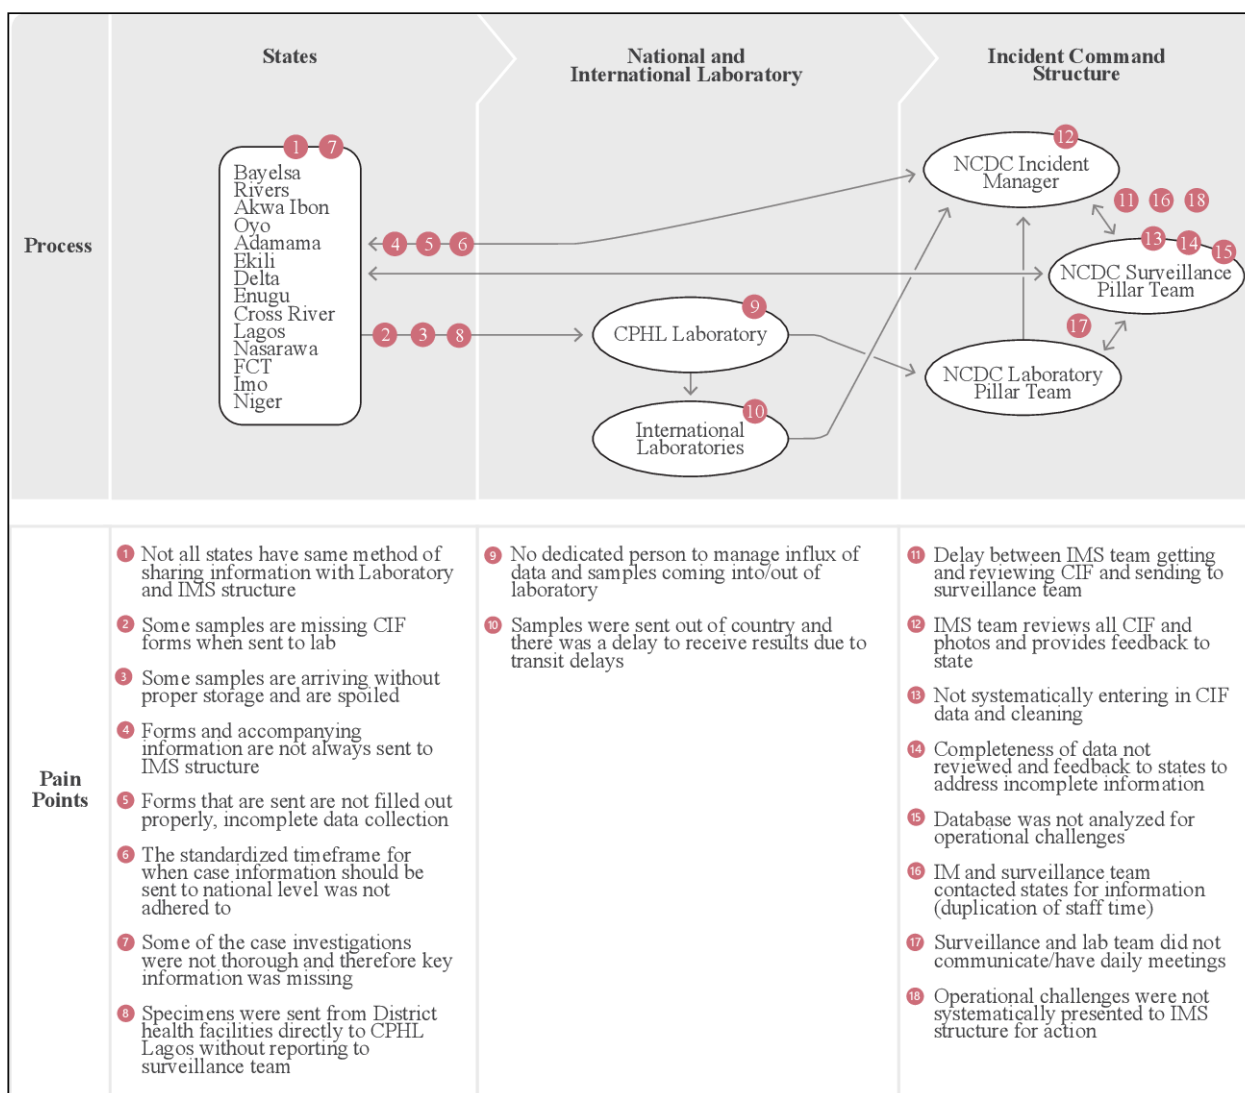 States
National and
International Laboratory
Incident Command
Structure
Process
1 7
Bayelsa
Rivers
Akwa Ibon
Oyo
Adamama
Ekili
Delta
Enugu
Cross River
Lagos
Nasarawa
FCT
Imo
Niger
4 5 6
2 3 8
9
CPHL Laboratory
10
International
Laboratories
12
NCDC Incident
Manager
11 16 18
13 14 15
NCDC Surveillance
Pillar Team
17
NCDC Laboratory
Pillar Team
Pain
Points
1 Not all states have same method of
sharing information with Laboratory
and IMS structure
2 Some samples are missing CIF
forms when sent to lab
3 Some samples are arriving without
proper storage and are spoiled
4 Forms and accompanying
information are not always sent to
IMS structure
5 Forms that are sent are not filled out
properly, incomplete data collection
6 The standardized timeframe for
when case information should be
sent to national level was not
adhered to
7 Some of the case investigations
were not thorough and therefore key
information was missing
8 Specimens were sent from District
health facilities directly to CPHL
Lagos without reporting to
surveillance team
9 No dedicated person to manage influx of
data and samples coming into/out of
laboratory
10 Samples were sent out of country and
there was a delay to receive results due to
transit delays
11 Delay between IMS team getting
and reviewing CIF and sending to
surveillance team
12 IMS team reviews all CIF and
photos and provides feedback to
state
13 Not systematically entering in CIF
data and cleaning
14 Completeness of data not
reviewed and feedback to states to
address incomplete information
15 Database was not analyzed for
operational challenges
16 IM and surveillance team
contacted states for information
(duplication of staff time)
17 Surveillance and lab team did not
communicate/have daily meetings
18 Operational challenges were not
systematically presented to IMS
structure for action